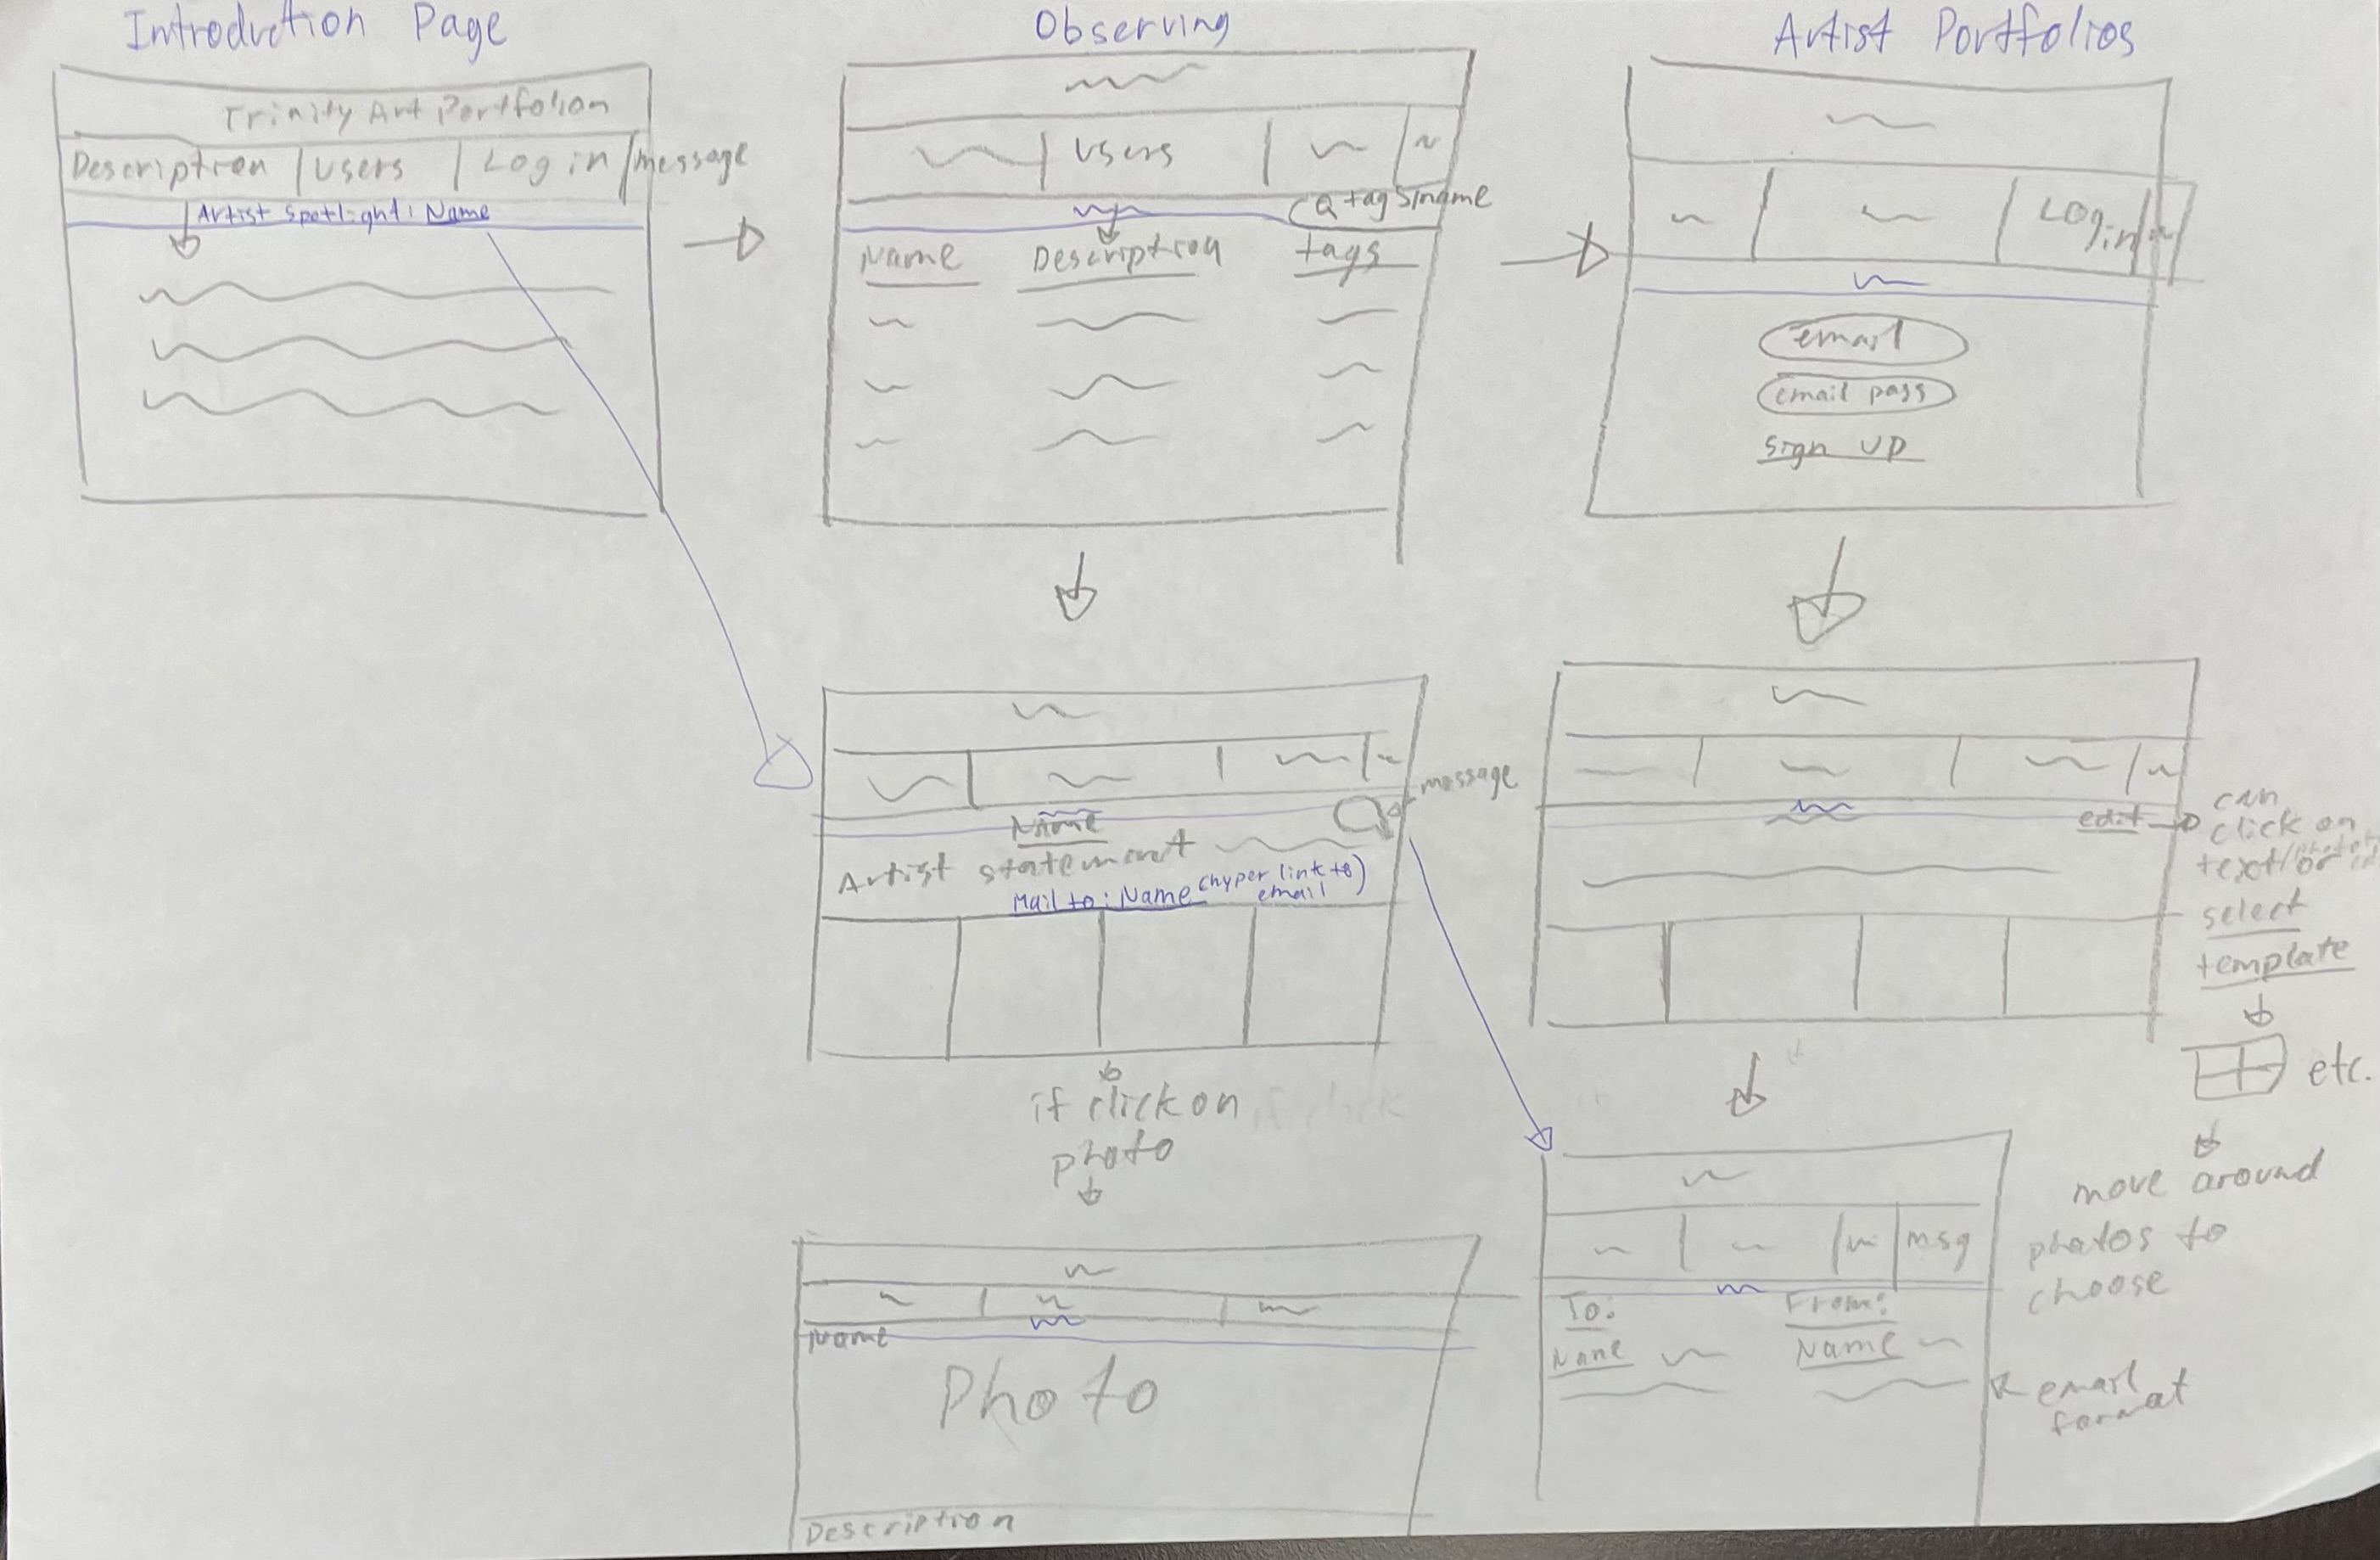 Introduction Page
Observing
Artist Portfolios
Trinity Art Portfolion
Description | Users | Log in | message
Artist Spotlight: Name
Users
Q tags/name
Name Description tags
Log in
email
email pass
sign up
message
Name
Artist statement
Mail to: Name (hyper link to email)
if click on
photo
edit
can
click on
text/
or
select
template
etc.
move around
photos to
choose
Name
Photo
Description
msg
To: From:
Name Name
email
format